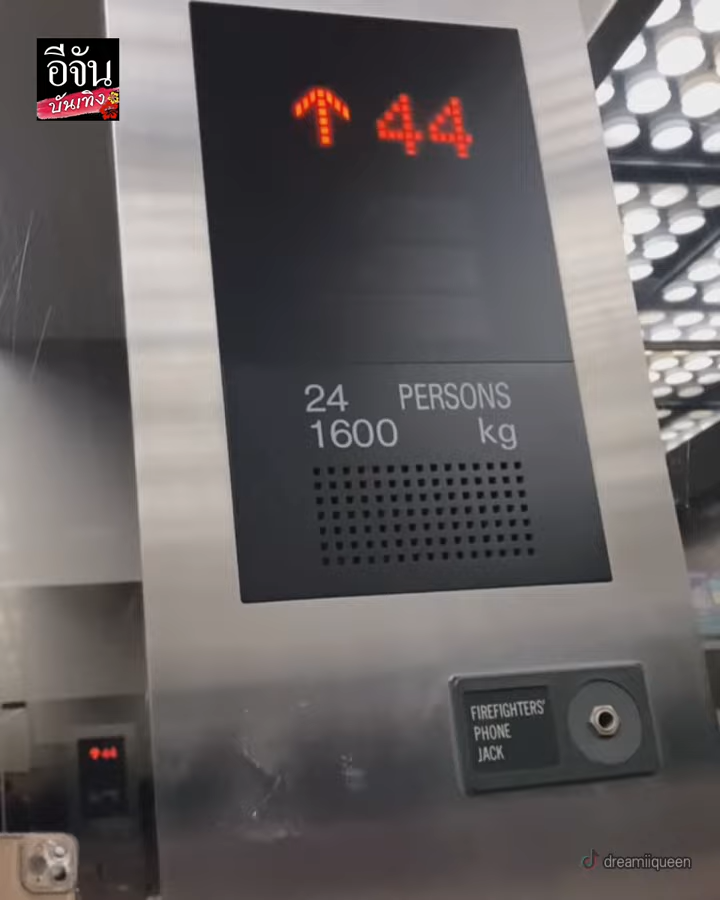 อีจัน
บันเทิง
↑ 44
24 PERSONS
1600 kg
FIREFIGHTERS'
PHONE
JACK
↑44
dreamiiqueen